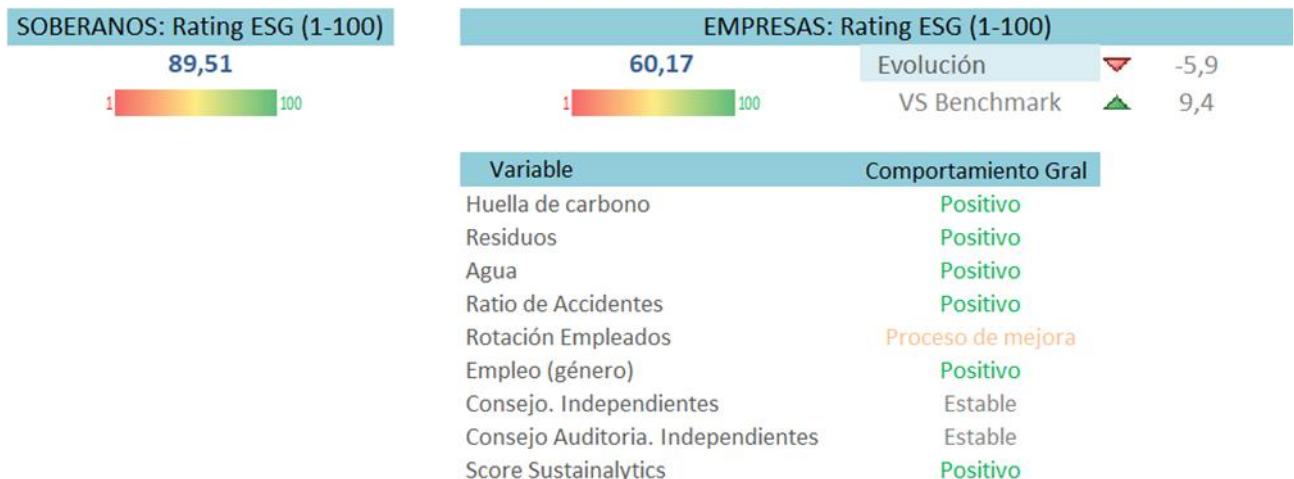 SOBERANOS: Rating ESG (1-100)
89,51
1 100
EMPRESAS: Rating ESG (1-100)
60,17 Evolución -5,9
1 100 VS Benchmark 9,4
Variable Comportamiento Gral
Huella de carbono Positivo
Residuos Positivo
Agua Positivo
Ratio de Accidentes Positivo
Rotación Empleados Proceso de mejora
Empleo (género) Positivo
Consejo. Independientes Estable
Consejo Auditoria. Independientes Estable
Score Sustainalytics Positivo